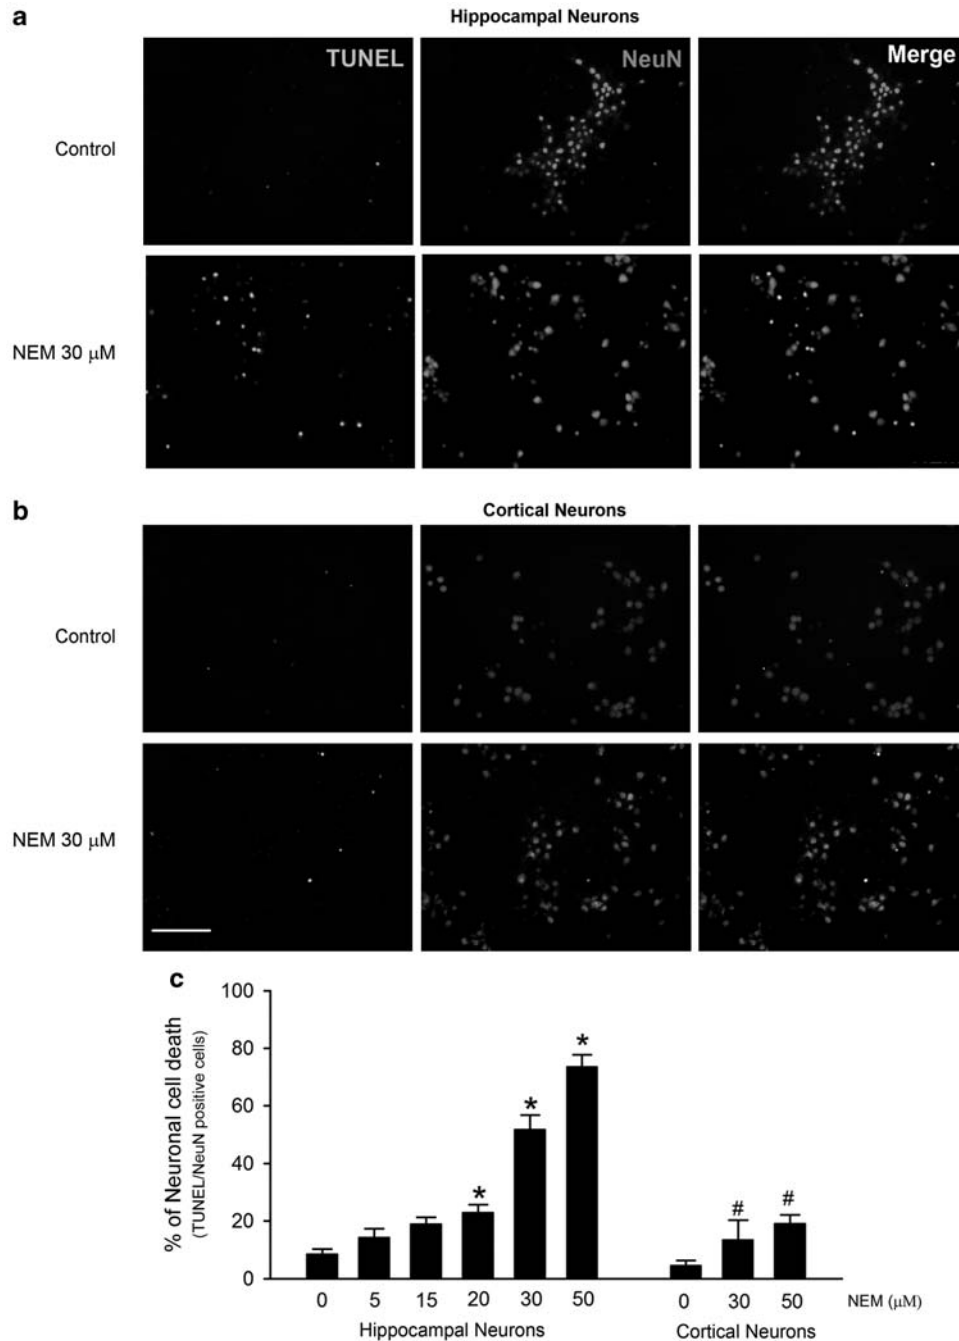 a
Hippocampal Neurons
TUNEL
NeuN
Merge
Control
NEM 30 μM
b
Cortical Neurons
Control
NEM 30 μM
c
% of Neuronal cell death
(TUNEL/NeuN positive cells)
100
80
60
40
20
0
*
*
*
#
#
0 5 15 20 30 50 0 30 50 NEM (μM)
Hippocampal Neurons Cortical Neurons